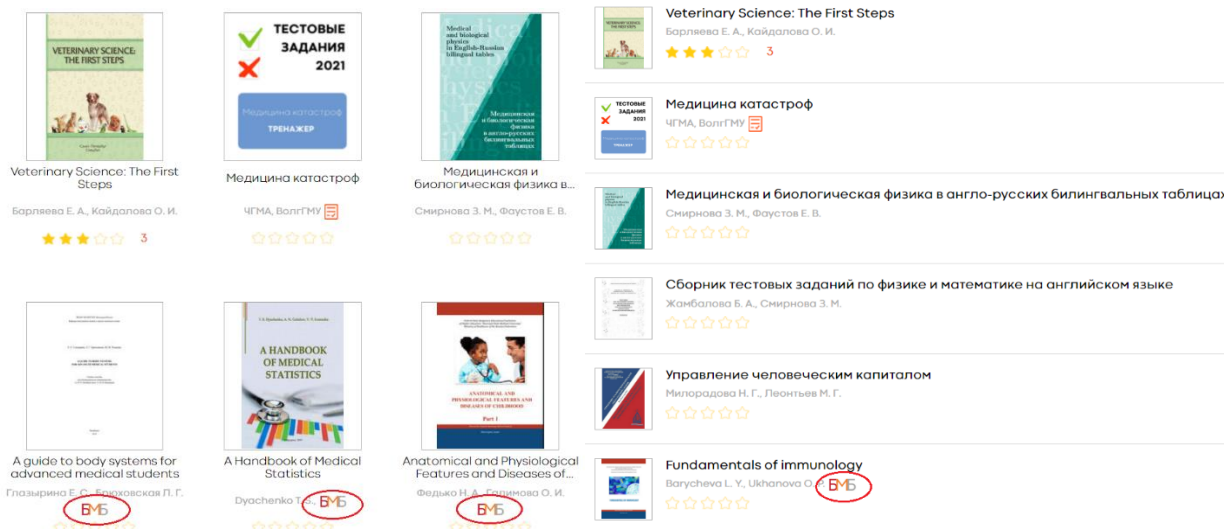 VETERINARY SCIENCE:
THE FIRST STEPS
Veterinary Science: The First
Steps
Барляева Е. А., Кайдалова О. И.
3
ТЕСТОВЫЕ
ЗАДАНИЯ
2021
Медицина катастроф
ТРЕНАЖЕР
Медицина катастроф
ЧГМА, ВолгГМУ
Medical
and biological
physics
in English-Russian
bilingual tables
Медицинская
и биологическая
физика
в англо-русских
билингвальных
таблицах
Медицинская и
биологическая физика в...
Смирнова З. М., Фаустов Е. В.
A guide to body systems for
advanced medical students
Глазырина Е. С., Брюховская Л. Г.
БМБ
A HANDBOOK
OF MEDICAL
STATISTICS
A Handbook of Medical
Statistics
Dyachenko T. S., БМБ
ANATOMICAL AND
PHYSIOLOGICAL FEATURES AND
DISEASES OF CHILDHOOD
Part 1
Anatomical and Physiological
Features and Diseases of...
Федько Н. А., Галимова О. И.
БМБ
Veterinary Science: The First Steps
Барляева Е. А., Кайдалова О. И.
3
ТЕСТОВЫЕ
ЗАДАНИЯ
2021
Медицина катастроф
ЧГМА, ВолгГМУ
Медицинская и биологическая физика в англо-русских билингвальных таблицах
Смирнова З. М., Фаустов Е. В.
Сборник тестовых заданий по физике и математике на английском языке
Жамбалова Б. А., Смирнова З. М.
Управление человеческим капиталом
Милорадова Н. Г., Леонтьев М. Г.
Fundamentals of immunology
Barycheva L. Y., Ukhanova O. P. БМБ